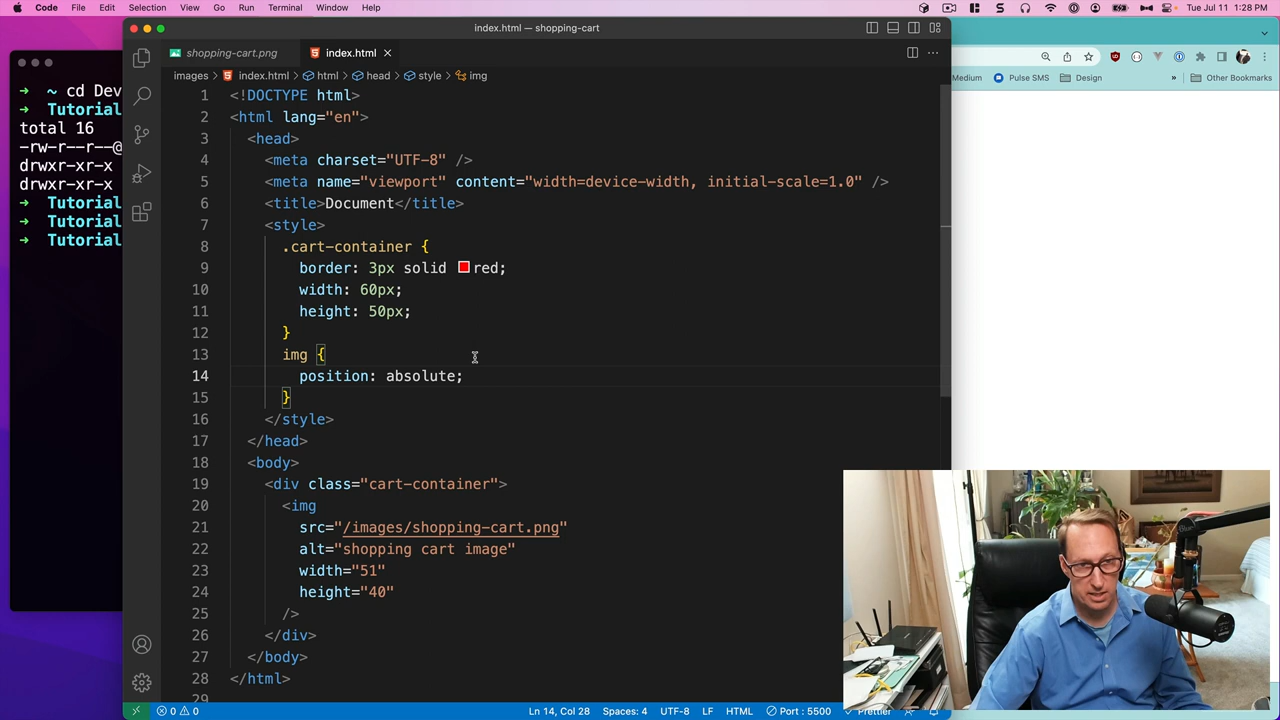 Code File Edit Selection View Go Run Terminal Window Help
Tue Jul 11 1:28 PM
index.html — shopping-cart
shopping-cart.png index.html
images > index.html > html > head > style > img
Medium Pulse SMS Design » Other Bookmarks
➜ ~ cd Dev
➜ Tutorial
total 16
-rw-r--r--@
drwxr-xr-x
drwxr-xr-x
➜ Tutorial
➜ Tutorial
➜ Tutorial
1 <!DOCTYPE html>
2 <html lang="en">
3 <head>
4 <meta charset="UTF-8" />
5 <meta name="viewport" content="width=device-width, initial-scale=1.0" />
6 <title>Document</title>
7 <style>
8 .cart-container {
9 border: 3px solid red;
10 width: 60px;
11 height: 50px;
12 }
13 img {
14 position: absolute;
15 }
16 </style>
17 </head>
18 <body>
19 <div class="cart-container">
20 <img
21 src="/images/shopping-cart.png"
22 alt="shopping cart image"
23 width="51"
24 height="40"
25 />
26 </div>
27 </body>
28 </html>
29
0 0 Ln 14, Col 28 Spaces: 4 UTF-8 LF HTML Port : 5500 Prettier